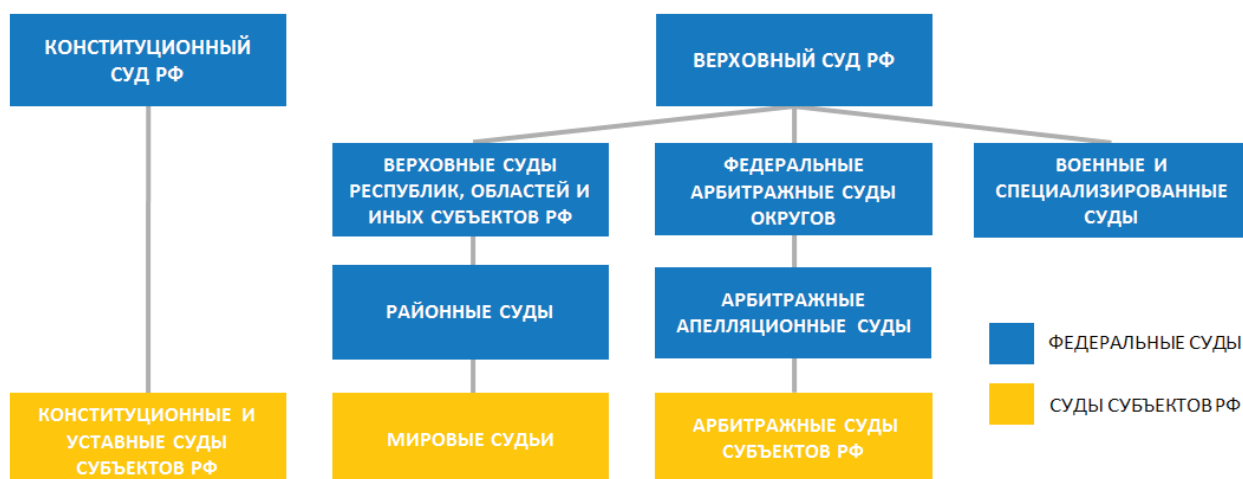 КОНСТИТУЦИОННЫЙ
СУД РФ
ВЕРХОВНЫЙ СУД РФ
ВЕРХОВНЫЕ СУДЫ
РЕСПУБЛИК, ОБЛАСТЕЙ И
ИНЫХ СУБЪЕКТОВ РФ
ФЕДЕРАЛЬНЫЕ
АРБИТРАЖНЫЕ СУДЫ
ОКРУГОВ
ВОЕННЫЕ И
СПЕЦИАЛИЗИРОВАННЫЕ
СУДЫ
РАЙОННЫЕ СУДЫ
АРБИТРАЖНЫЕ
АПЕЛЛЯЦИОННЫЕ СУДЫ
ФЕДЕРАЛЬНЫЕ СУДЫ
СУДЫ СУБЪЕКТОВ РФ
КОНСТИТУЦИОННЫЕ И
УСТАВНЫЕ СУДЫ
СУБЪЕКТОВ РФ
МИРОВЫЕ СУДЬИ
АРБИТРАЖНЫЕ СУДЫ
СУБЪЕКТОВ РФ